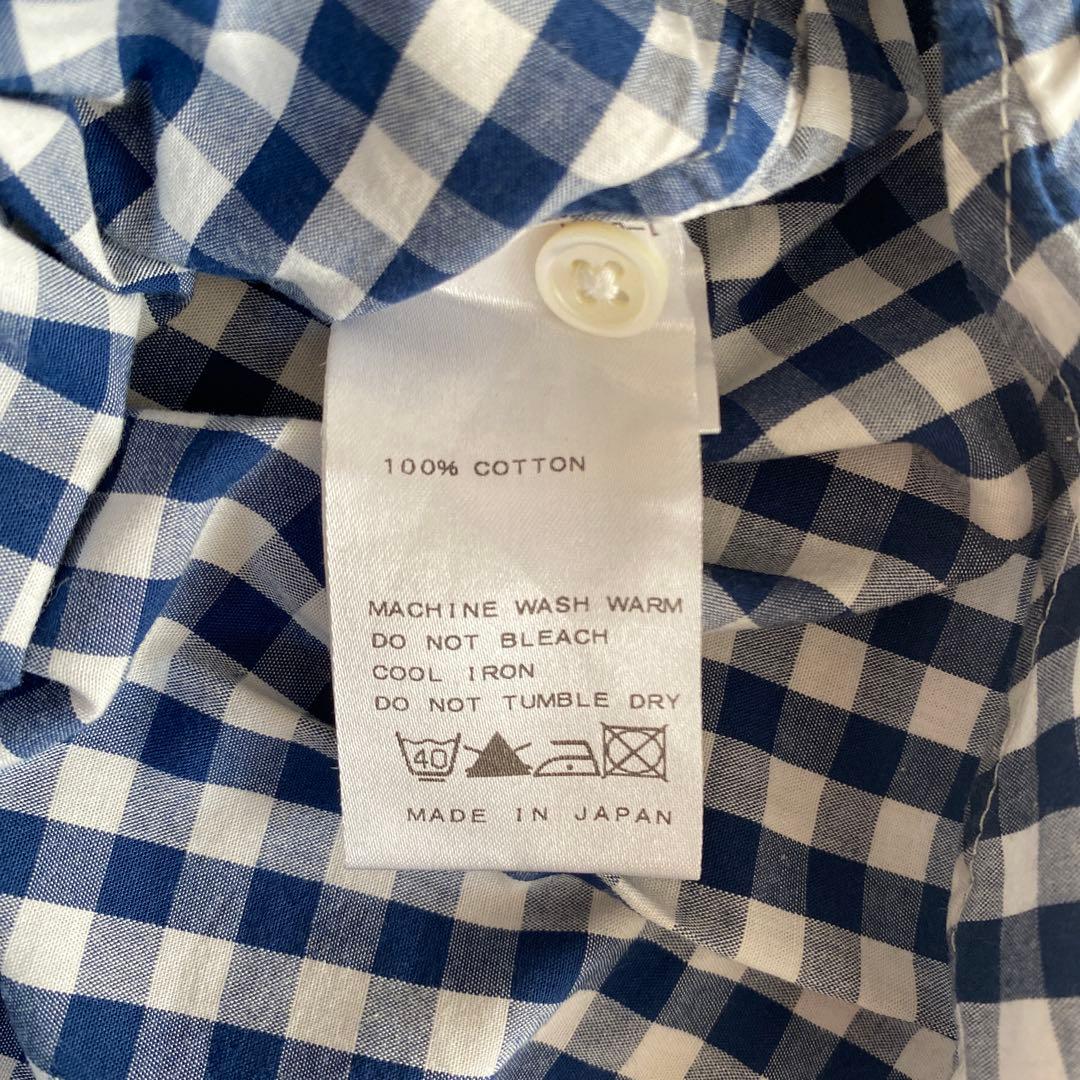 100% COTTON
MACHINE WASH WARM
DO NOT BLEACH
COOL IRON
DO NOT TUMBLE DRY
40
MADE IN JAPAN